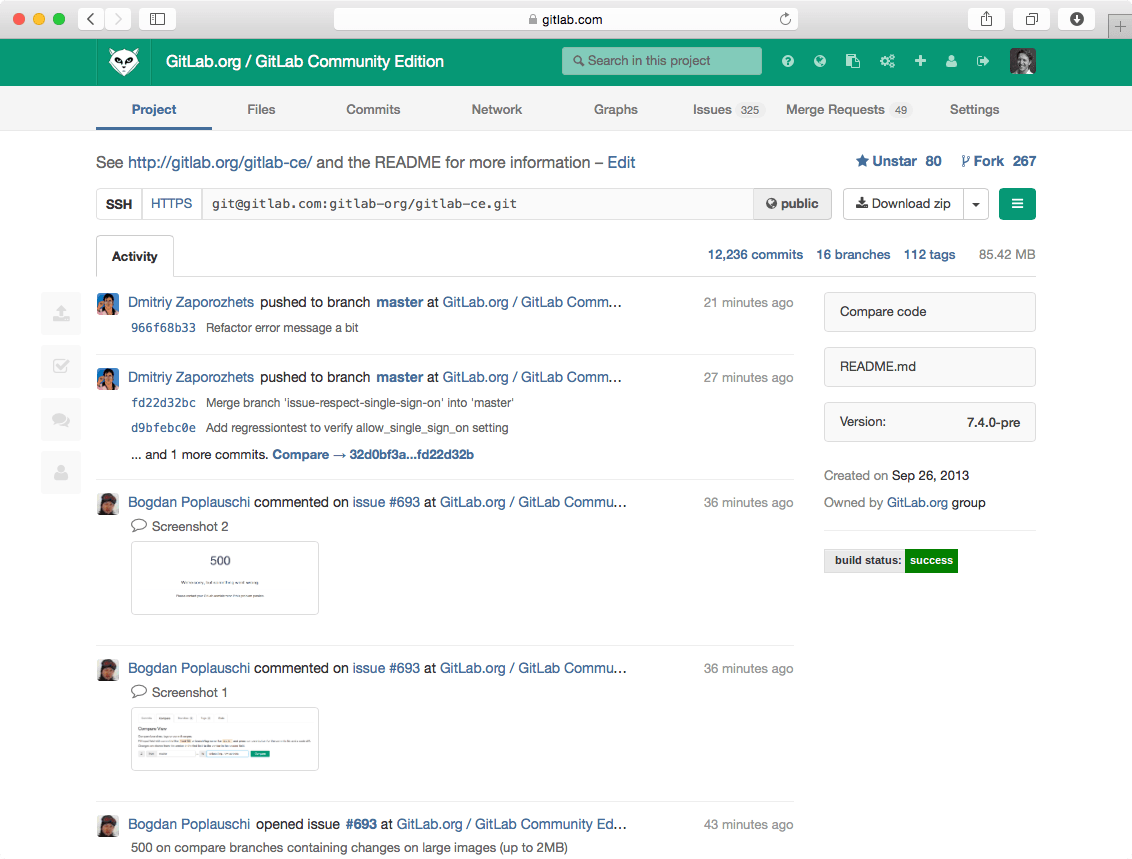 gitlab.com
GitLab.org / GitLab Community Edition
Search in this project
Project Files Commits Network Graphs Issues 325 Merge Requests 49 Settings
See http://gitlab.org/gitlab-ce/ and the README for more information – Edit
Unstar 80 Fork 267
SSH HTTPS git@gitlab.com:gitlab-org/gitlab-ce.git public Download zip
Activity 12,236 commits 16 branches 112 tags 85.42 MB
Dmitriy Zaporozhets pushed to branch master at GitLab.org / GitLab Comm... 21 minutes ago
966f68b33 Refactor error message a bit
Dmitriy Zaporozhets pushed to branch master at GitLab.org / GitLab Comm... 27 minutes ago
fd22d32bc Merge branch 'issue-respect-single-sign-on' into 'master'
d9bfebc0e Add regressiontest to verify allow_single_sign_on setting
... and 1 more commits. Compare → 32d0bf3a...fd22d32b
Bogdan Poplauschi commented on issue #693 at GitLab.org / GitLab Commu... 36 minutes ago
Screenshot 2
500
Bogdan Poplauschi commented on issue #693 at GitLab.org / GitLab Commu... 36 minutes ago
Screenshot 1
Compare View
Bogdan Poplauschi opened issue #693 at GitLab.org / GitLab Community Ed... 43 minutes ago
500 on compare branches containing changes on large images (up to 2MB)
Compare code
README.md
Version: 7.4.0-pre
Created on Sep 26, 2013
Owned by GitLab.org group
build status: success